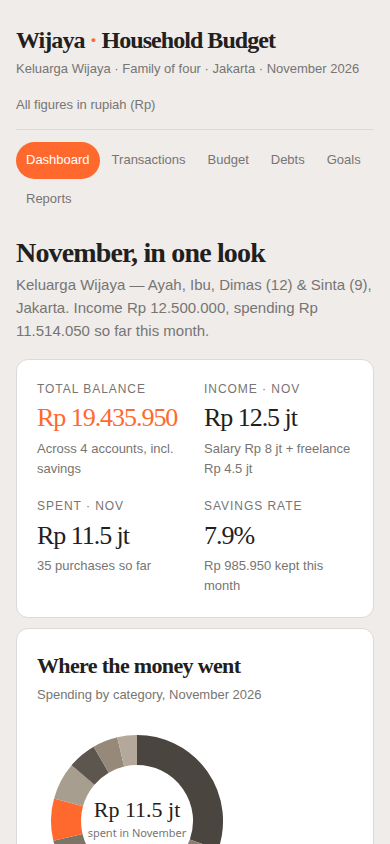 Wijaya · Household Budget
Keluarga Wijaya · Family of four · Jakarta · November 2026
All figures in rupiah (Rp)
Dashboard Transactions Budget Debts Goals
Reports
November, in one look
Keluarga Wijaya — Ayah, Ibu, Dimas (12) & Sinta (9),
Jakarta. Income Rp 12.500.000, spending Rp
11.514.050 so far this month.
TOTAL BALANCE
Rp 19.435.950
Across 4 accounts, incl.
savings
INCOME · NOV
Rp 12.5 jt
Salary Rp 8 jt + freelance
Rp 4.5 jt
SPENT · NOV
Rp 11.5 jt
35 purchases so far
SAVINGS RATE
7.9%
Rp 985.950 kept this
month
Where the money went
Spending by category, November 2026
Rp 11.5 jt
spent in November